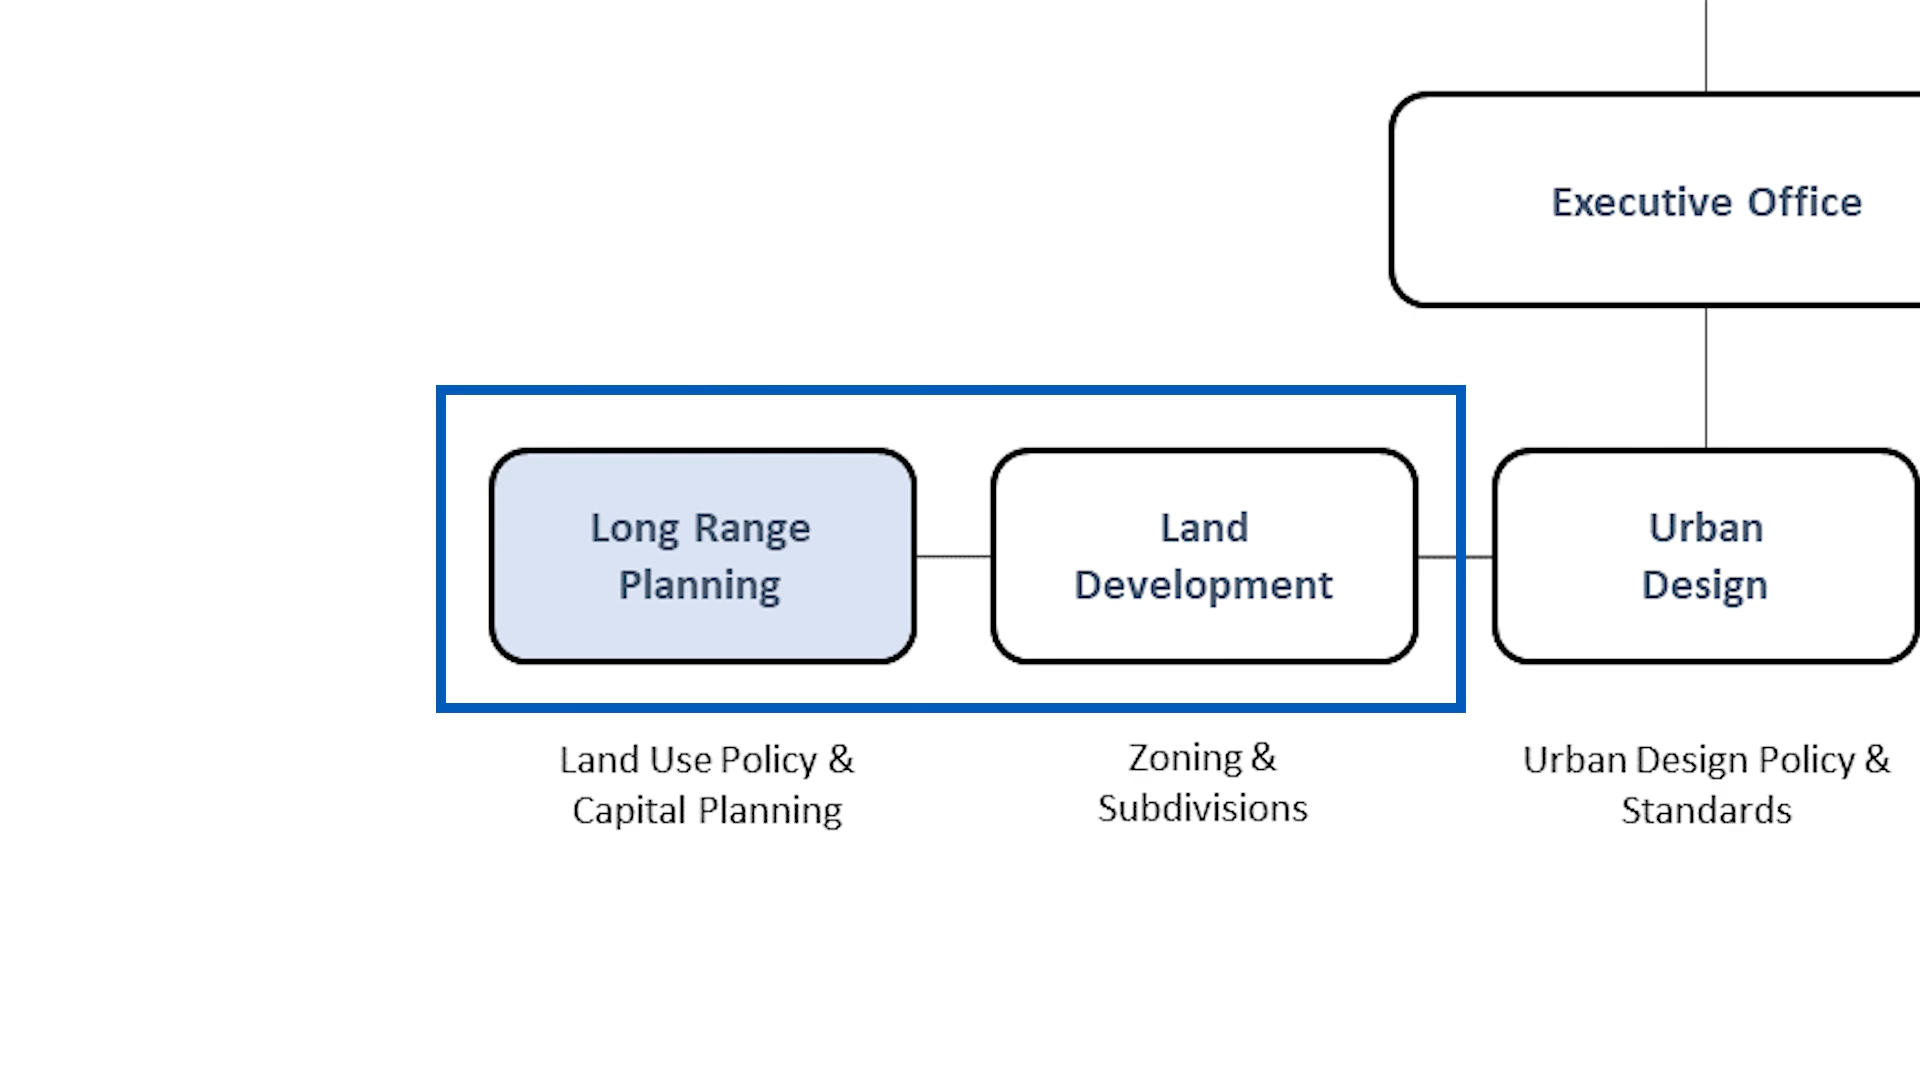 Executive Office
Long Range
Planning
Land
Development
Urban
Design
Land Use Policy &
Capital Planning
Zoning &
Subdivisions
Urban Design Policy &
Standards